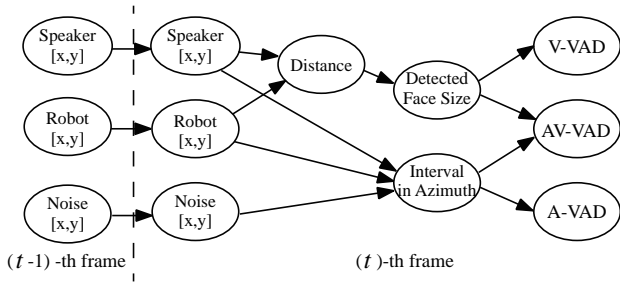 Speaker
[x,y]
Speaker
[x,y]
Distance
V-VAD
Detected
Face Size
Robot
[x,y]
Robot
[x,y]
AV-VAD
Interval
in Azimuth
Noise
[x,y]
Noise
[x,y]
A-VAD
(t -1) -th frame
(t )-th frame